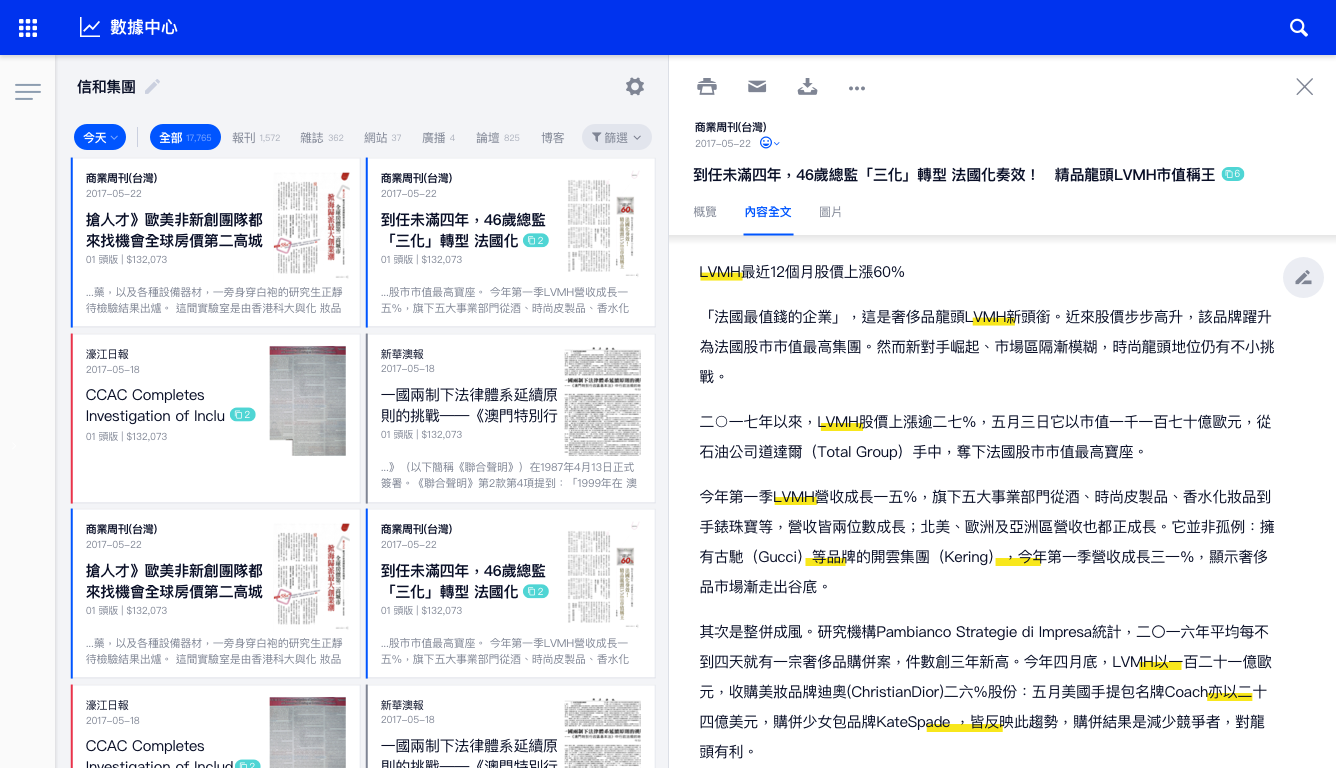 數據中心
信和集團
今天
全部 17,765
報刊 1,572
雜誌 362
網站 37
廣播 4
論壇 825
博客
篩選
商業周刊(台灣)
2017-05-22
搶人才》歐美非新創團隊都
來找機會全球房價第二高城
01 頭版 | $132,073
...藥，以及各種設備器材，一旁身穿白袍的研究生正靜
待檢驗結果出爐。 這間實驗室是由香港科大與化 妝品
商業周刊(台灣)
2017-05-22
到任未滿四年，46歲總監
「三化」轉型 法國化 2
01 頭版 | $132,073
...股市市值最高寶座。 今年第一季LVMH營收成長一
五%，旗下五大事業部門從酒、時尚皮製品、香水化
濠江日報
2017-05-18
CCAC Completes
Investigation of Inclu 2
01 頭版 | $132,073
新華澳報
2017-05-18
一國兩制下法律體系延續原
則的挑戰——《澳門特別行
01 頭版 | $132,073
...》（以下簡稱《聯合聲明》）在1987年4月13日正式
簽署。《聯合聲明》第2款第4項提到：「1999年在 澳
商業周刊(台灣)
2017-05-22
搶人才》歐美非新創團隊都
來找機會全球房價第二高城
01 頭版 | $132,073
...藥，以及各種設備器材，一旁身穿白袍的研究生正靜
待檢驗結果出爐。 這間實驗室是由香港科大與化 妝品
商業周刊(台灣)
2017-05-22
到任未滿四年，46歲總監
「三化」轉型 法國化 2
01 頭版 | $132,073
...股市市值最高寶座。 今年第一季LVMH營收成長一
五%，旗下五大事業部門從酒、時尚皮製品、香水化
濠江日報
2017-05-18
CCAC Completes
Investigation of Includ 2
新華澳報
2017-05-18
一國兩制下法律體系延續原
則的挑戰——《澳門特別行
商業周刊(台灣)
2017-05-22
到任未滿四年，46歲總監「三化」轉型 法國化奏效！ 精品龍頭LVMH市值稱王 6
概覽
內容全文
圖片
LVMH最近12個月股價上漲60%
「法國最值錢的企業」，這是奢侈品龍頭LVMH新頭銜。近來股價步步高升，該品牌躍升
為法國股市市值最高集團。然而新對手崛起、市場區隔漸模糊，時尚龍頭地位仍有不小挑
戰。
二〇一七年以來，LVMH股價上漲逾二七%，五月三日它以市值一千一百七十億歐元，從
石油公司道達爾（Total Group）手中，奪下法國股市市值最高寶座。
今年第一季LVMH營收成長一五%，旗下五大事業部門從酒、時尚皮製品、香水化妝品到
手錶珠寶等，營收皆兩位數成長；北美、歐洲及亞洲區營收也都正成長。它並非孤例：擁
有古馳（Gucci）等品牌的開雲集團（Kering），今年第一季營收成長三一%，顯示奢侈
品市場漸走出谷底。
其次是整併成風。研究機構Pambianco Strategie di Impresa統計，二〇一六年平均每不
到四天就有一宗奢侈品購併案，件數創三年新高。今年四月底，LVMH以一百二十一億歐
元，收購美妝品牌迪奧(ChristianDior)二六%股份：五月美國手提包名牌Coach亦以二十
四億美元，購併少女包品牌KateSpade ，皆反映此趨勢，購併結果是減少競爭者，對龍
頭有利。